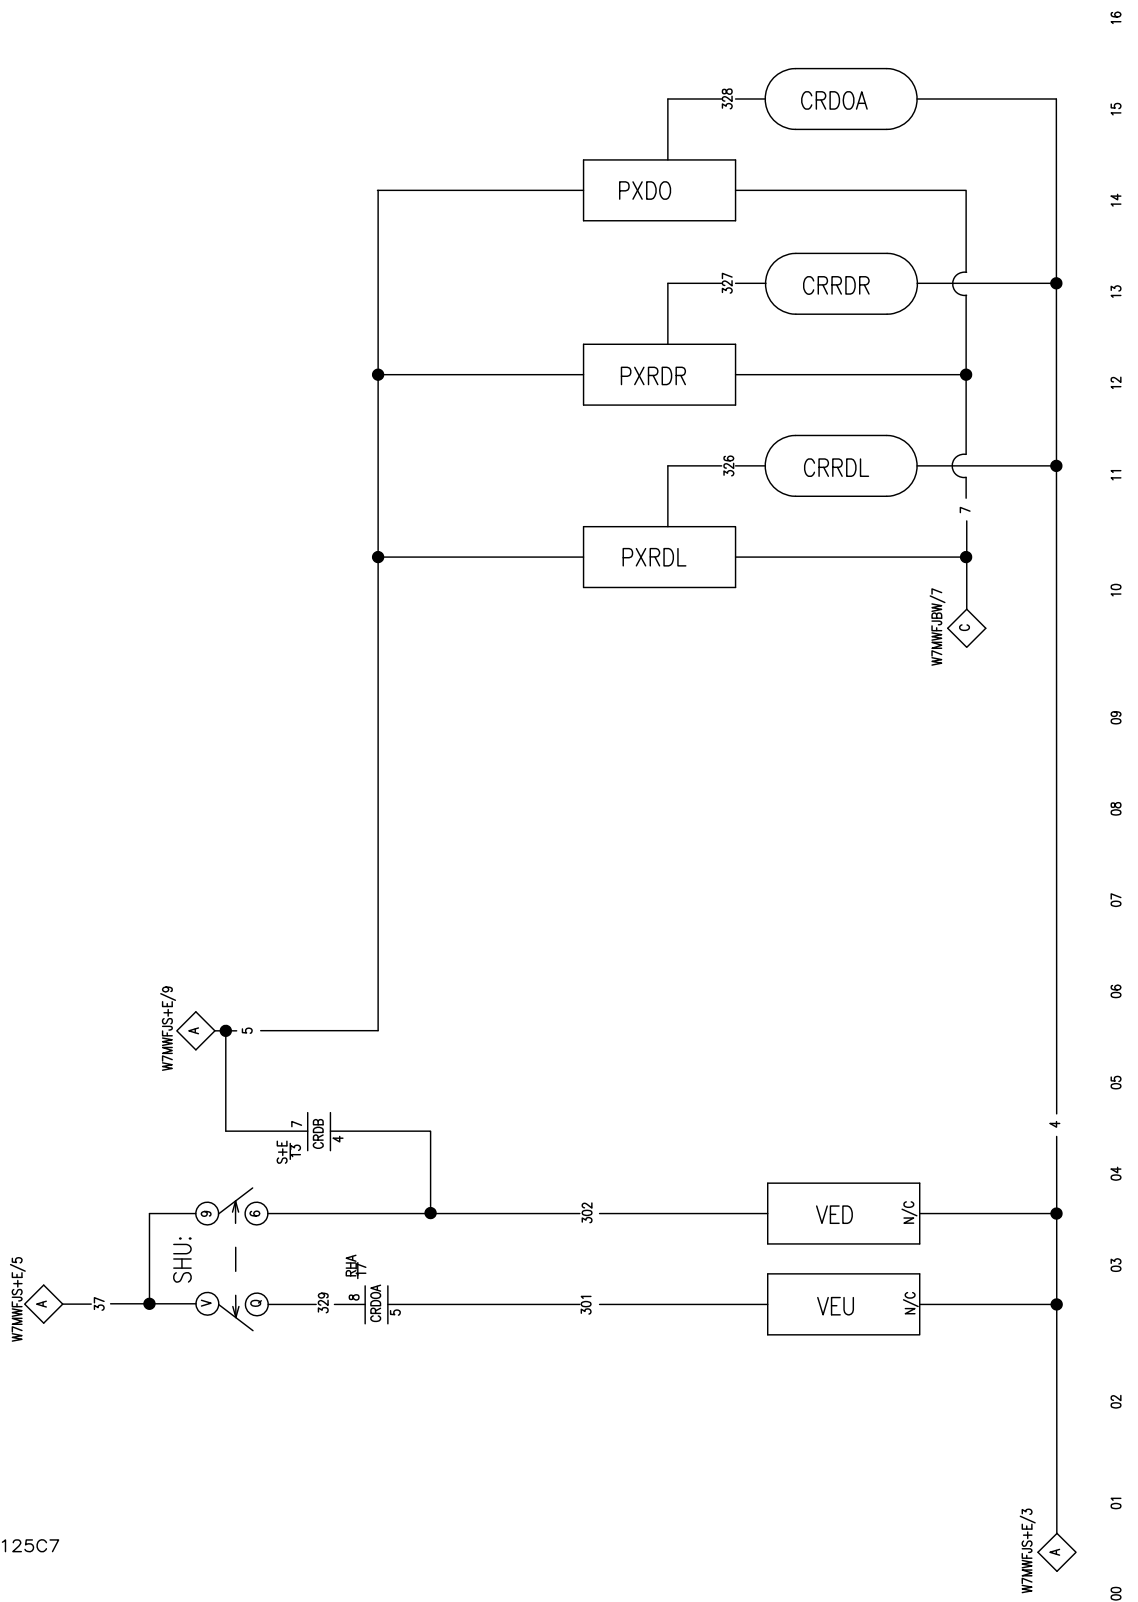 16
15
14
13
12
11
10
09
08
07
06
05
04
03
02
01
00
328
CRDOA
PXDO
327
CRRDR
PXRDR
326
CRRDL
PXRDL
7
W7MWFJBW/7
C
W7MWFJS+E/9
A
5
S+E
13
7
CRDB
4
9
6
302
VED
N/C
4
SHU:
W7MWFJS+E/5
A
37
V
Q
329
RHA
17
8
CRDOA
5
301
VEU
N/C
W7MWFJS+E/3
A
125C7